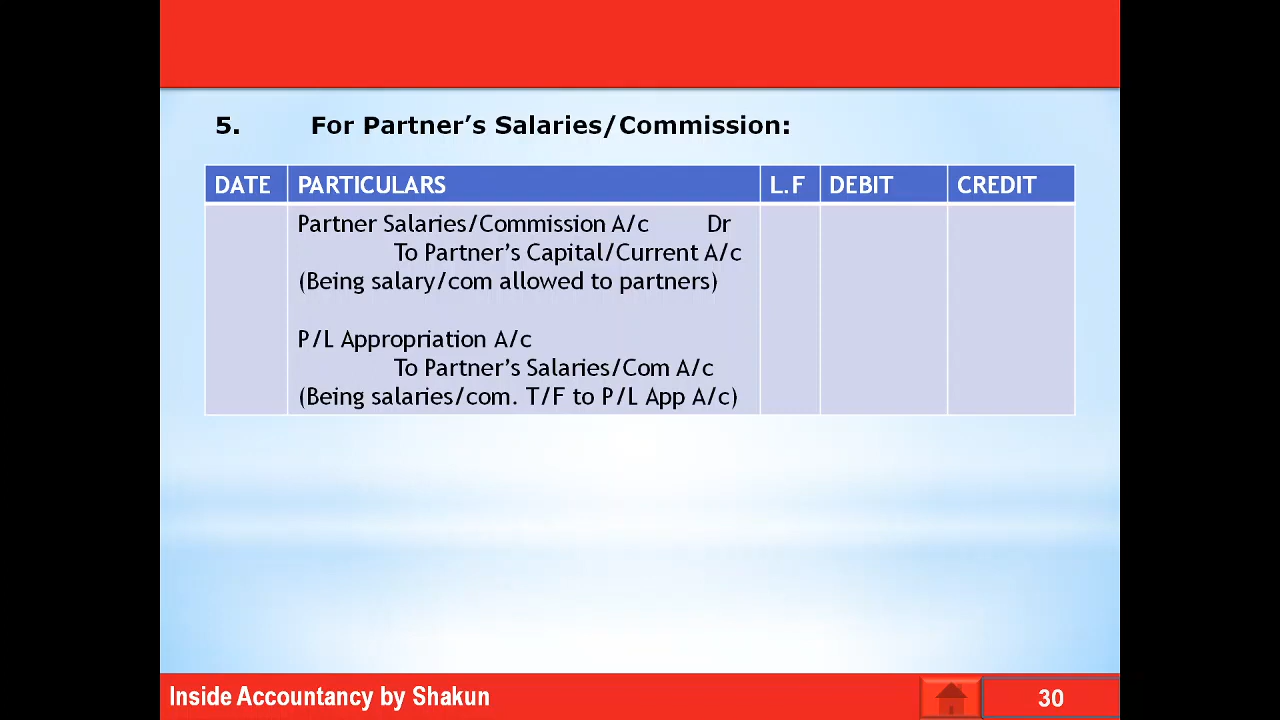 5. For Partner’s Salaries/Commission:
DATE PARTICULARS L.F DEBIT CREDIT
Partner Salaries/Commission A/c Dr
To Partner’s Capital/Current A/c
(Being salary/com allowed to partners)
P/L Appropriation A/c
To Partner’s Salaries/Com A/c
(Being salaries/com. T/F to P/L App A/c)
Inside Accountancy by Shakun 30